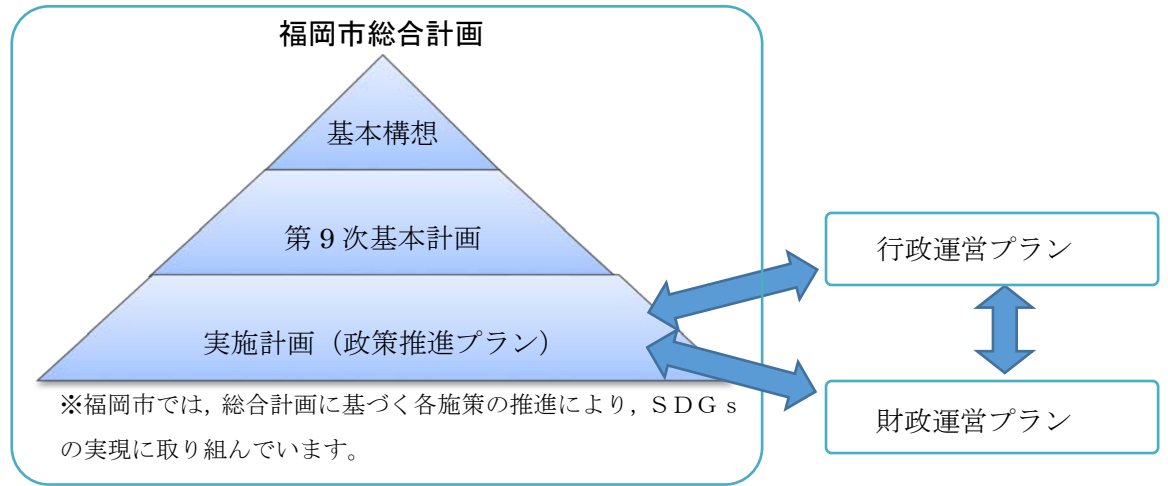 福岡市総合計画
基本構想
第9次基本計画
実施計画（政策推進プラン）
※福岡市では，総合計画に基づく各施策の推進により，ＳＤＧｓ
の実現に取り組んでいます。
行政運営プラン
財政運営プラン